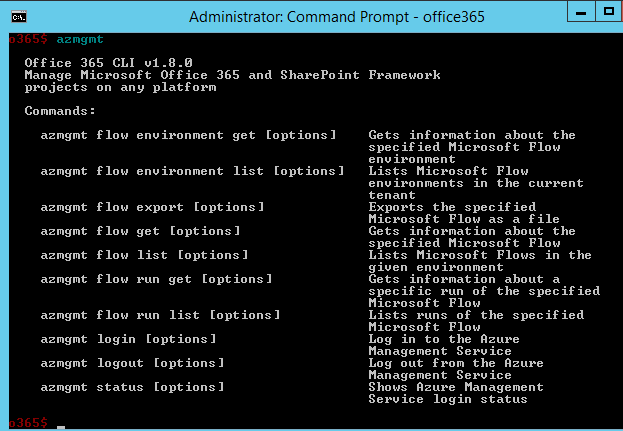 Administrator: Command Prompt - office365
o365$ azmgmt
Office 365 CLI v1.8.0
Manage Microsoft Office 365 and SharePoint Framework
projects on any platform
Commands:
azmgmt flow environment get [options] Gets information about the
specified Microsoft Flow
environment
azmgmt flow environment list [options] Lists Microsoft Flow
environments in the current
tenant
azmgmt flow export [options] Exports the specified
Microsoft Flow as a file
azmgmt flow get [options] Gets information about the
specified Microsoft Flow
azmgmt flow list [options] Lists Microsoft Flows in the
given environment
azmgmt flow run get [options] Gets information about a
specific run of the specified
Microsoft Flow
azmgmt flow run list [options] Lists runs of the specified
Microsoft Flow
azmgmt login [options] Log in to the Azure
Management Service
azmgmt logout [options] Log out from the Azure
Management Service
azmgmt status [options] Shows Azure Management
Service login status
o365$